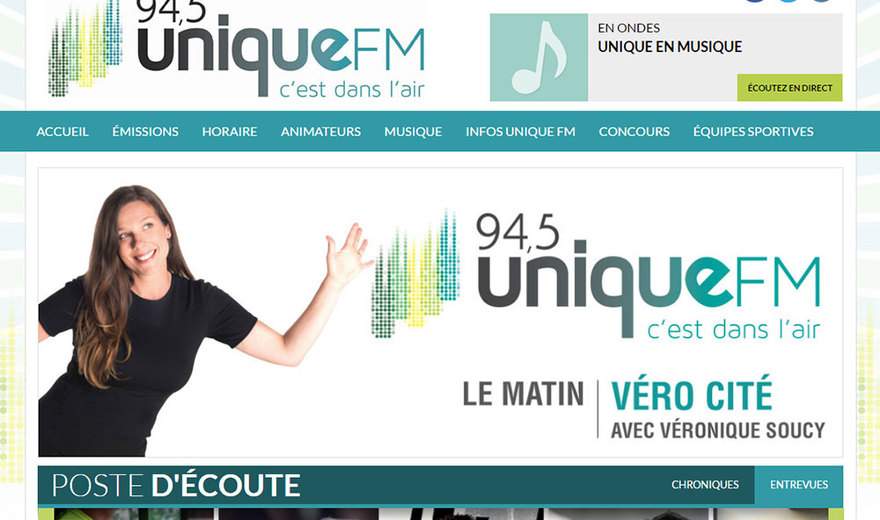 94,5
uniqueFM
c'est dans l'air
EN ONDES
UNIQUE EN MUSIQUE
ÉCOUTEZ EN DIRECT
ACCUEIL ÉMISSIONS HORAIRE ANIMATEURS MUSIQUE INFOS UNIQUE FM CONCOURS ÉQUIPES SPORTIVES
94,5
uniqueFM
c'est dans l'air
LE MATIN
VÉRO CITÉ
AVEC VÉRONIQUE SOUCY
POSTE D'ÉCOUTE
CHRONIQUES ENTREVUES